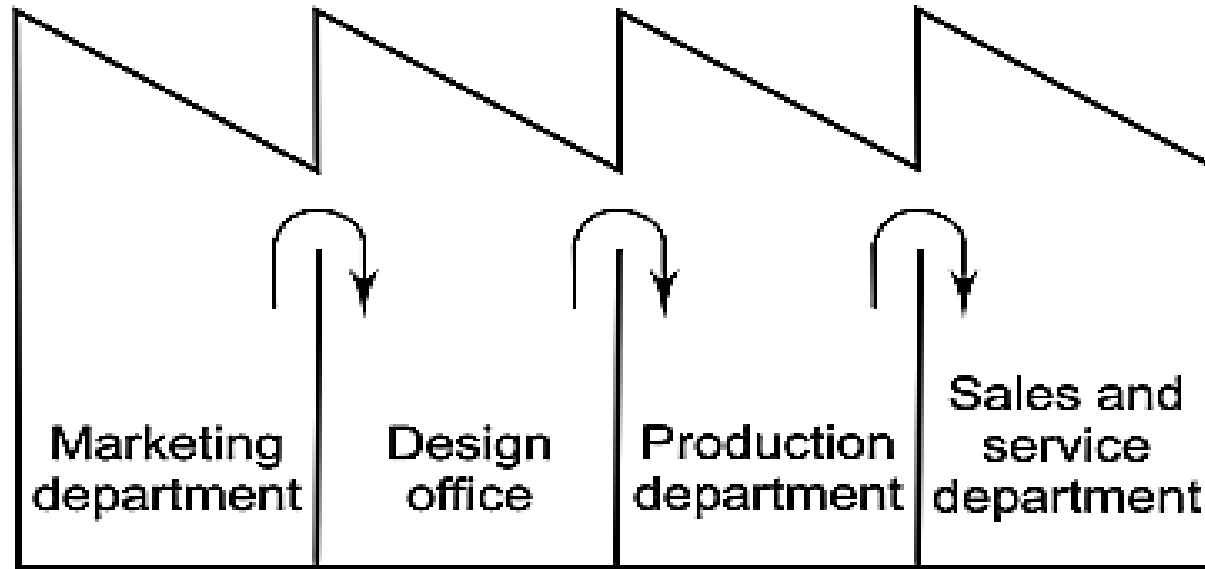 Marketing
department
Design
office
Production
department
Sales and
service
department